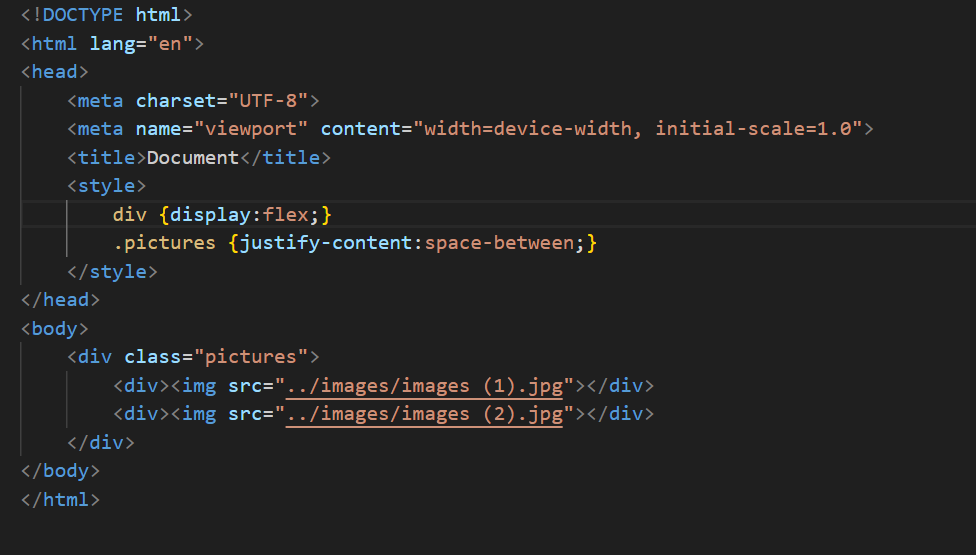 <!DOCTYPE html>
<html lang="en">
<head>
    <meta charset="UTF-8">
    <meta name="viewport" content="width=device-width, initial-scale=1.0">
    <title>Document</title>
    <style>
        div {display:flex;}
        .pictures {justify-content:space-between;}
    </style>
</head>
<body>
    <div class="pictures">
        <div><img src="../images/images (1).jpg"></div>
        <div><img src="../images/images (2).jpg"></div>
    </div>
</body>
</html>